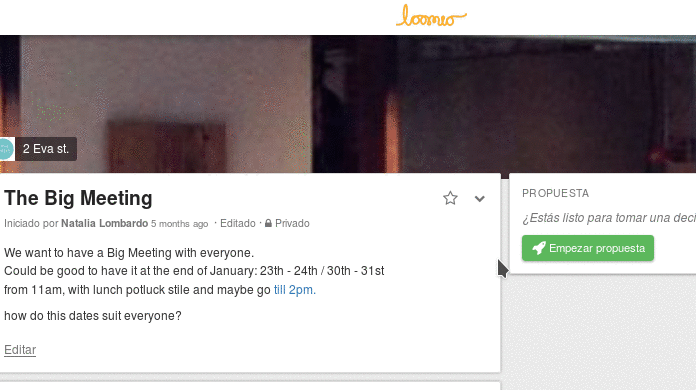 loomio
2 Eva st.
The Big Meeting
Iniciado por Natalia Lombardo 5 months ago · Editado · Privado
We want to have a Big Meeting with everyone.
Could be good to have it at the end of January: 23th - 24th / 30th - 31st
from 11am, with lunch potluck stile and maybe go till 2pm.
how do this dates suit everyone?
Editar
PROPUESTA
¿Estás listo para tomar una deci
Empezar propuesta